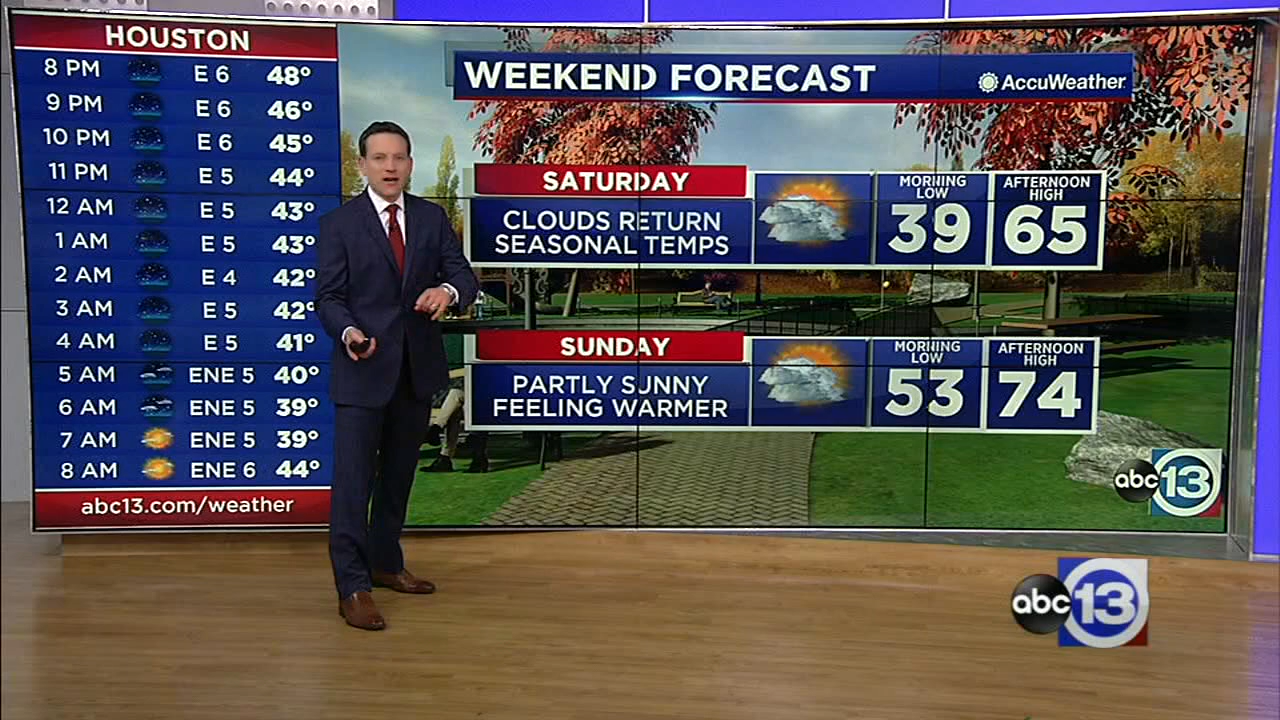 HOUSTON
8 PM E 6 48°
9 PM E 6 46°
10 PM E 6 45°
11 PM E 5 44°
12 AM E 5 43°
1 AM E 5 43°
2 AM E 4 42°
3 AM E 5 42°
4 AM E 5 41°
5 AM ENE 5 40°
6 AM ENE 5 39°
7 AM ENE 5 39°
8 AM ENE 6 44°
abc13.com/weather
WEEKEND FORECAST
AccuWeather
SATURDAY
CLOUDS RETURN
SEASONAL TEMPS
MORNING
LOW
39
AFTERNOON
HIGH
65
SUNDAY
PARTLY SUNNY
FEELING WARMER
MORNING
LOW
53
AFTERNOON
HIGH
74
abc 13
abc 13